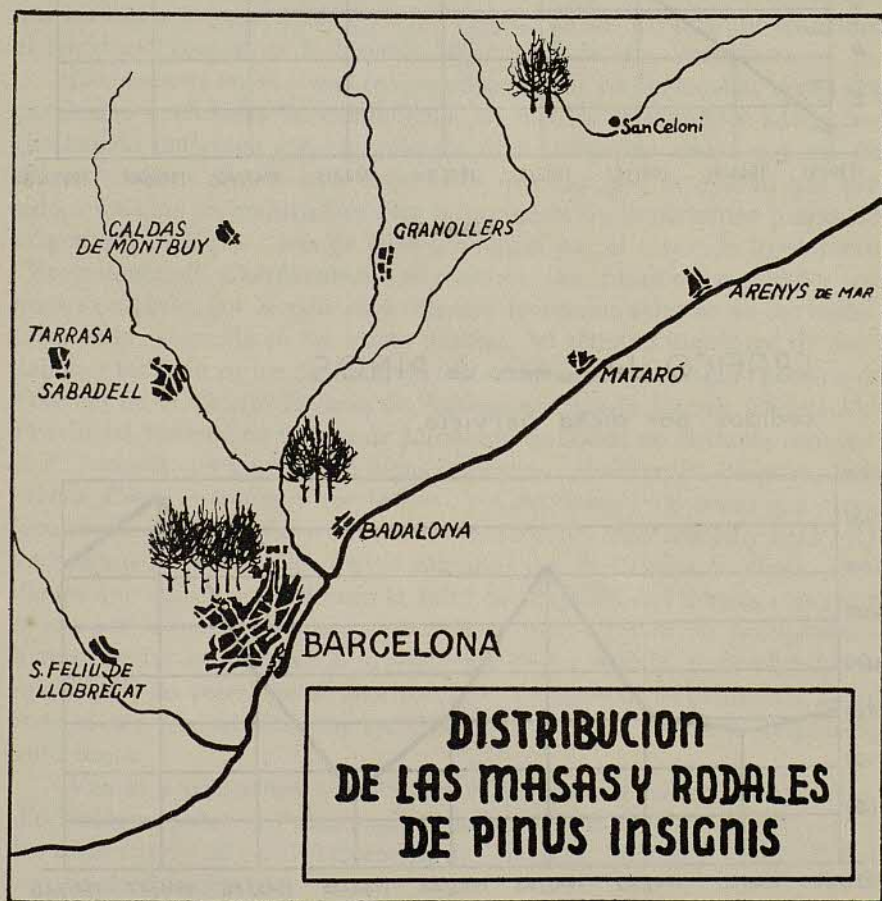 San Celoni
CALDAS
DE MONTBUY
GRANOLLERS
ARENYS DE MAR
TARRASA
SABADELL
MATARÓ
BADALONA
BARCELONA
S. FELIU DE
LLOBREGAT
DISTRIBUCION
DE LAS MASAS Y RODALES
DE PINUS INSIGNIS